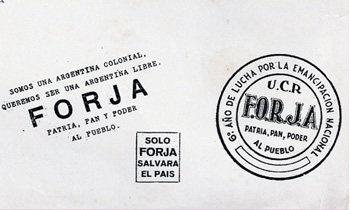 SOMOS UNA ARGENTINA COLONIAL,
QUEREMOS SER UNA ARGENTINA LIBRE.
FORJA
PATRIA, PAN Y PODER
AL PUEBLO.
SOLO
FORJA
SALVARA
EL PAIS
6º AÑO DE LUCHA POR LA EMANCIPACION NACIONAL
U.C.R
F.O.R.J.A
PATRIA, PAN, PODER
AL PUEBLO